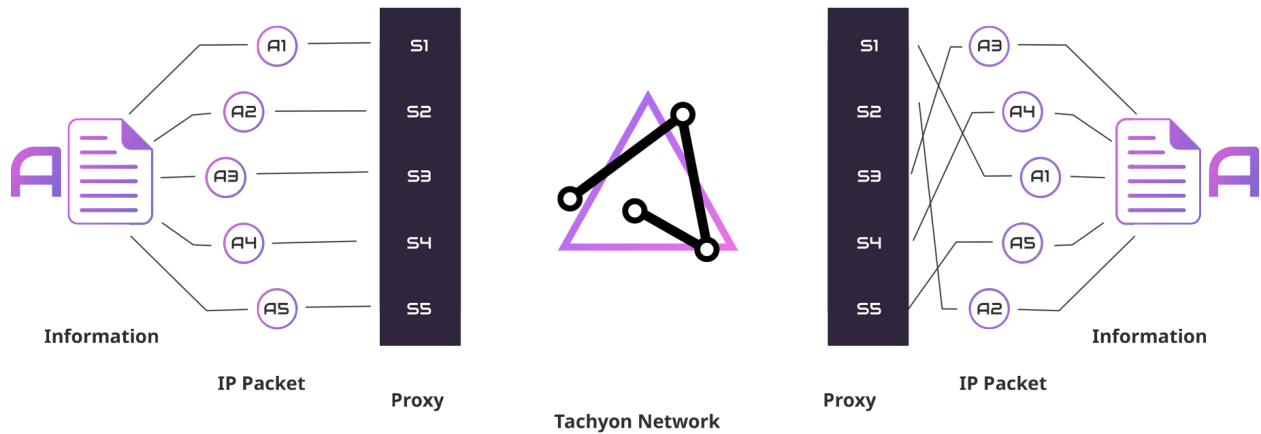 A
A1
A2
A3
A4
A5
S1
S2
S3
S4
S5
S1
S2
S3
S4
S5
A3
A4
A1
A5
A2
A
Information
IP Packet
Proxy
Tachyon Network
Proxy
IP Packet
Information